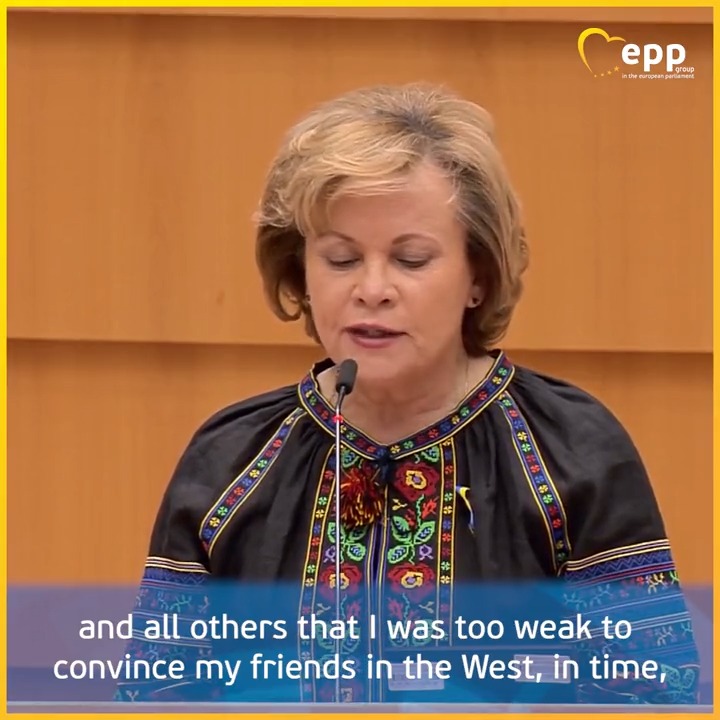 epp
group
in the european parliament
and all others that I was too weak to
convince my friends in the West, in time,